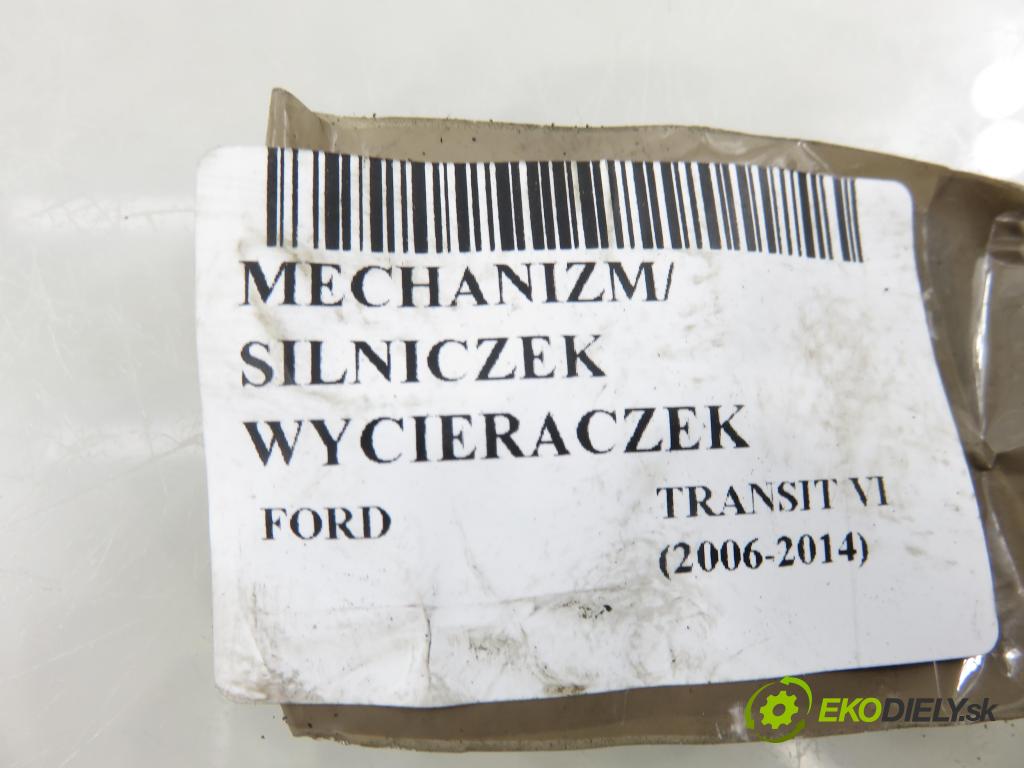 MECHANIZM/
SILNICZEK
WYCIERACZEK
FORD
TRANSIT VI
(2006-2014)
EKODIELY.sk